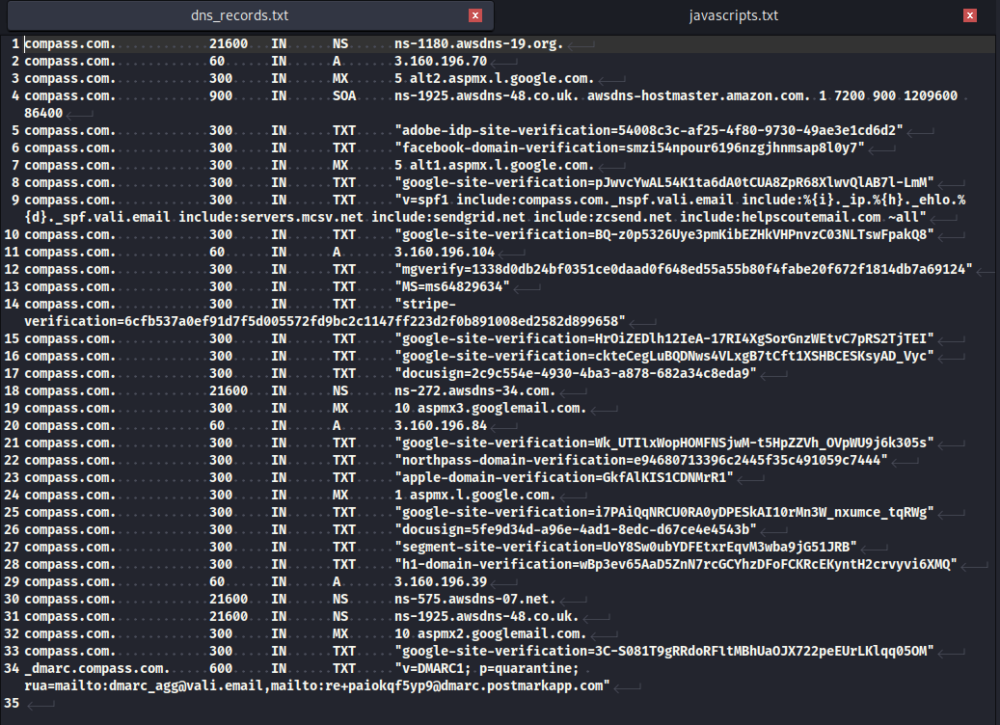 dns_records.txt
javascripts.txt
1 compass.com. 21600 IN NS ns-1180.awsdns-19.org.
2 compass.com. 60 IN A 3.160.196.70
3 compass.com. 300 IN MX 5 alt2.aspmx.l.google.com.
4 compass.com. 900 IN SOA ns-1925.awsdns-48.co.uk. awsdns-hostmaster.amazon.com. 1 7200 900 1209600
86400
5 compass.com. 300 IN TXT "adobe-idp-site-verification=54008c3c-af25-4f80-9730-49ae3e1cd6d2"
6 compass.com. 300 IN TXT "facebook-domain-verification=smzi54npour6196nzgjhnmsap8l0y7"
7 compass.com. 300 IN MX 5 alt1.aspmx.l.google.com.
8 compass.com. 300 IN TXT "google-site-verification=pJwvcYwAL54K1ta6dA0tCUA8ZpR68XlwvQlAB7l-LmM"
9 compass.com. 300 IN TXT "v=spf1 include:compass.com._nspf.vali.email include:%{i}._ip.%{h}._ehlo.%
{d}._spf.vali.email include:servers.mcsv.net include:sendgrid.net include:zcsend.net include:helpscoutemail.com ~all"
10 compass.com. 300 IN TXT "google-site-verification=BQ-z0p5326Uye3pmKibEZHkVHPnvzC03NLTswFpakQ8"
11 compass.com. 60 IN A 3.160.196.104
12 compass.com. 300 IN TXT "mgverify=1338d0db24bf0351ce0daad0f648ed55a55b80f4fabe20f672f1814db7a69124"
13 compass.com. 300 IN TXT "MS=ms64829634"
14 compass.com. 300 IN TXT "stripe-
verification=6cfb537a0ef91d7f5d005572fd9bc2c1147ff223d2f0b891008ed2582d899658"
15 compass.com. 300 IN TXT "google-site-verification=HrOiZEDlh12IeA-17RI4XgSorGnzWEtvC7pRS2TjTEI"
16 compass.com. 300 IN TXT "google-site-verification=ckteCegLuBQDNws4VLxgB7tCft1XSHBCESKsyAD_Vyc"
17 compass.com. 300 IN TXT "docusign=2c9c554e-4930-4ba3-a878-682a34c8eda9"
18 compass.com. 21600 IN NS ns-272.awsdns-34.com.
19 compass.com. 300 IN MX 10 aspmx3.googlemail.com.
20 compass.com. 60 IN A 3.160.196.84
21 compass.com. 300 IN TXT "google-site-verification=Wk_UTIlxWopHOMFNSjwM-t5HpZZVh_OVpWU9j6k305s"
22 compass.com. 300 IN TXT "northpass-domain-verification=e94680713396c2445f35c491059c7444"
23 compass.com. 300 IN TXT "apple-domain-verification=GkfAlKIS1CDNMrR1"
24 compass.com. 300 IN MX 1 aspmx.l.google.com.
25 compass.com. 300 IN TXT "google-site-verification=i7PAiQqNRCU0RA0yDPESkAI10rMn3W_nxumce_tqRWg"
26 compass.com. 300 IN TXT "docusign=5fe9d34d-a96e-4ad1-8edc-d67ce4e4543b"
27 compass.com. 300 IN TXT "segment-site-verification=UoY8Sw0ubYDFEtxrEqvM3wba9jG51JRB"
28 compass.com. 300 IN TXT "h1-domain-verification=wBp3ev65AaD5ZnN7rcGCYhzDFoFCKRcEKyntH2crvyvi6XMQ"
29 compass.com. 60 IN A 3.160.196.39
30 compass.com. 21600 IN NS ns-575.awsdns-07.net.
31 compass.com. 21600 IN NS ns-1925.awsdns-48.co.uk.
32 compass.com. 300 IN MX 10 aspmx2.googlemail.com.
33 compass.com. 300 IN TXT "google-site-verification=3C-S081T9gRRdoRFltMBhUaOJX722peEUrLKlqq05OM"
34 _dmarc.compass.com. 600 IN TXT "v=DMARC1; p=quarantine;
rua=mailto:dmarc_agg@vali.email,mailto:re+paiokqf5yp9@dmarc.postmarkapp.com"
35